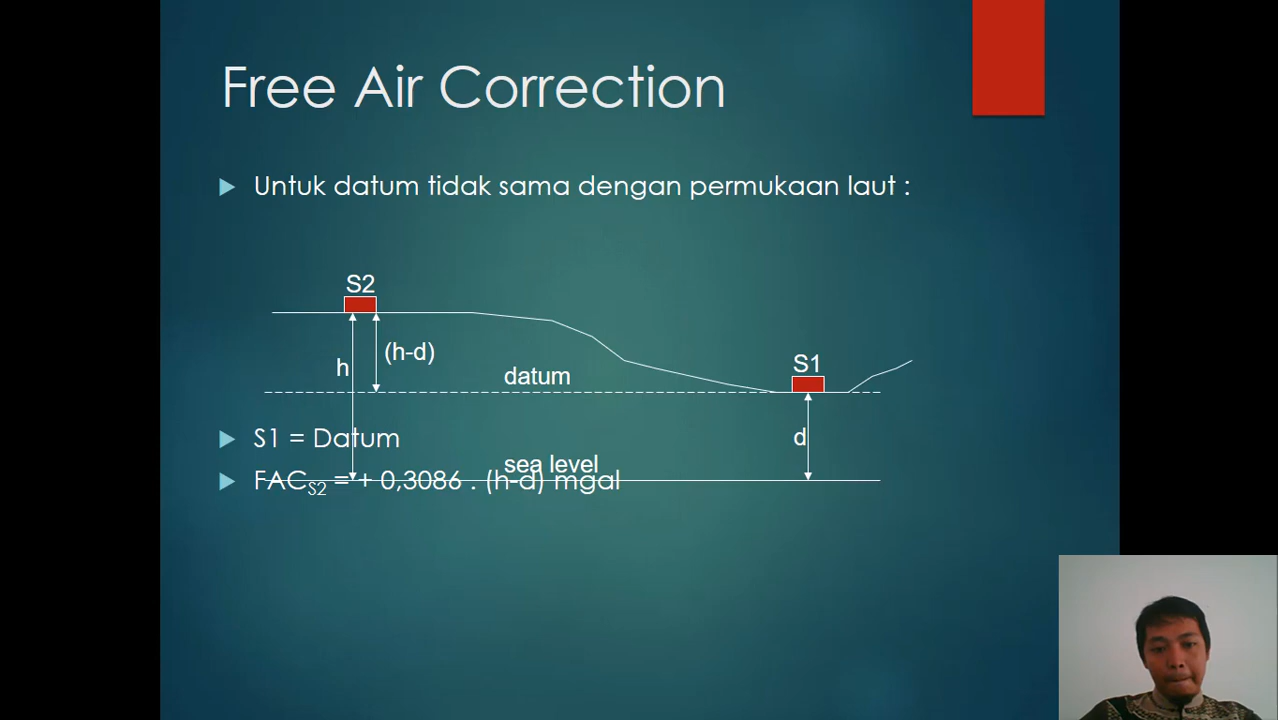 Free Air Correction
Untuk datum tidak sama dengan permukaan laut :
S2
(h-d)
h
S1
datum
d
S1 = Datum
sea level
FACS2 = + 0,3086 . (h-d) mgal